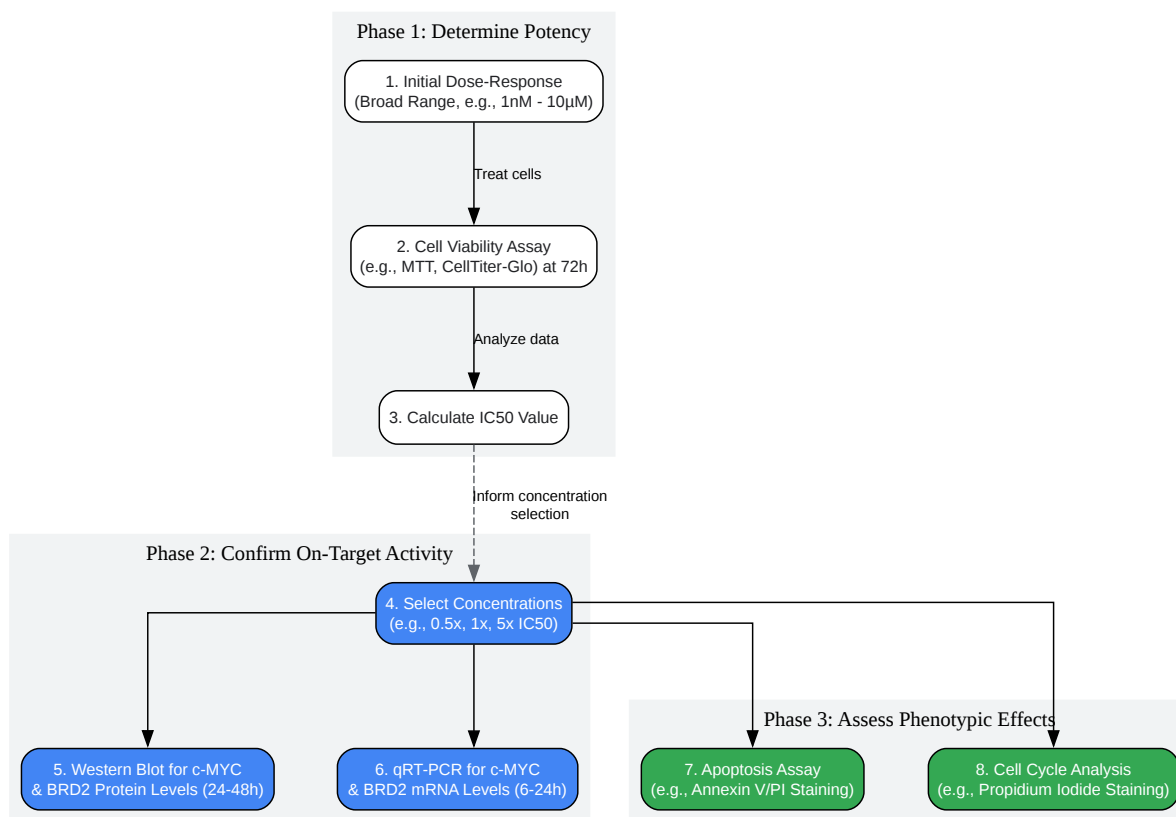 Phase 1: Determine Potency
1. Initial Dose-Response
(Broad Range, e.g., 1nM - 10µM)
Treat cells
2. Cell Viability Assay
(e.g., MTT, CellTiter-Glo) at 72h
Analyze data
3. Calculate IC50 Value
Inform concentration
selection
Phase 2: Confirm On-Target Activity
4. Select Concentrations
(e.g., 0.5x, 1x, 5x IC50)
Phase 3: Assess Phenotypic Effects
5. Western Blot for c-MYC
& BRD2 Protein Levels (24-48h)
6. qRT-PCR for c-MYC
& BRD2 mRNA Levels (6-24h)
7. Apoptosis Assay
(e.g., Annexin V/PI Staining)
8. Cell Cycle Analysis
(e.g., Propidium Iodide Staining)